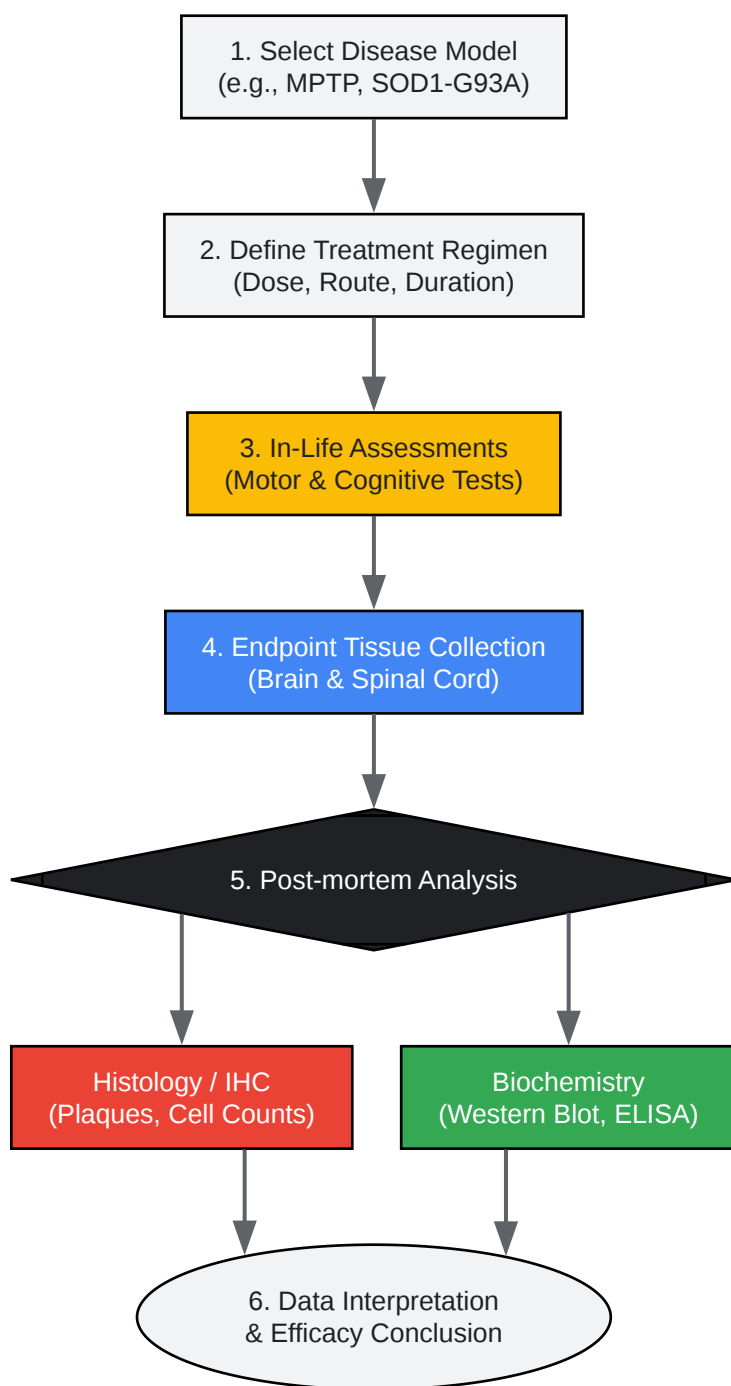 1. Select Disease Model
(e.g., MPTP, SOD1-G93A)
2. Define Treatment Regimen
(Dose, Route, Duration)
3. In-Life Assessments
(Motor & Cognitive Tests)
4. Endpoint Tissue Collection
(Brain & Spinal Cord)
5. Post-mortem Analysis
Histology / IHC
(Plaques, Cell Counts)
Biochemistry
(Western Blot, ELISA)
6. Data Interpretation
& Efficacy Conclusion